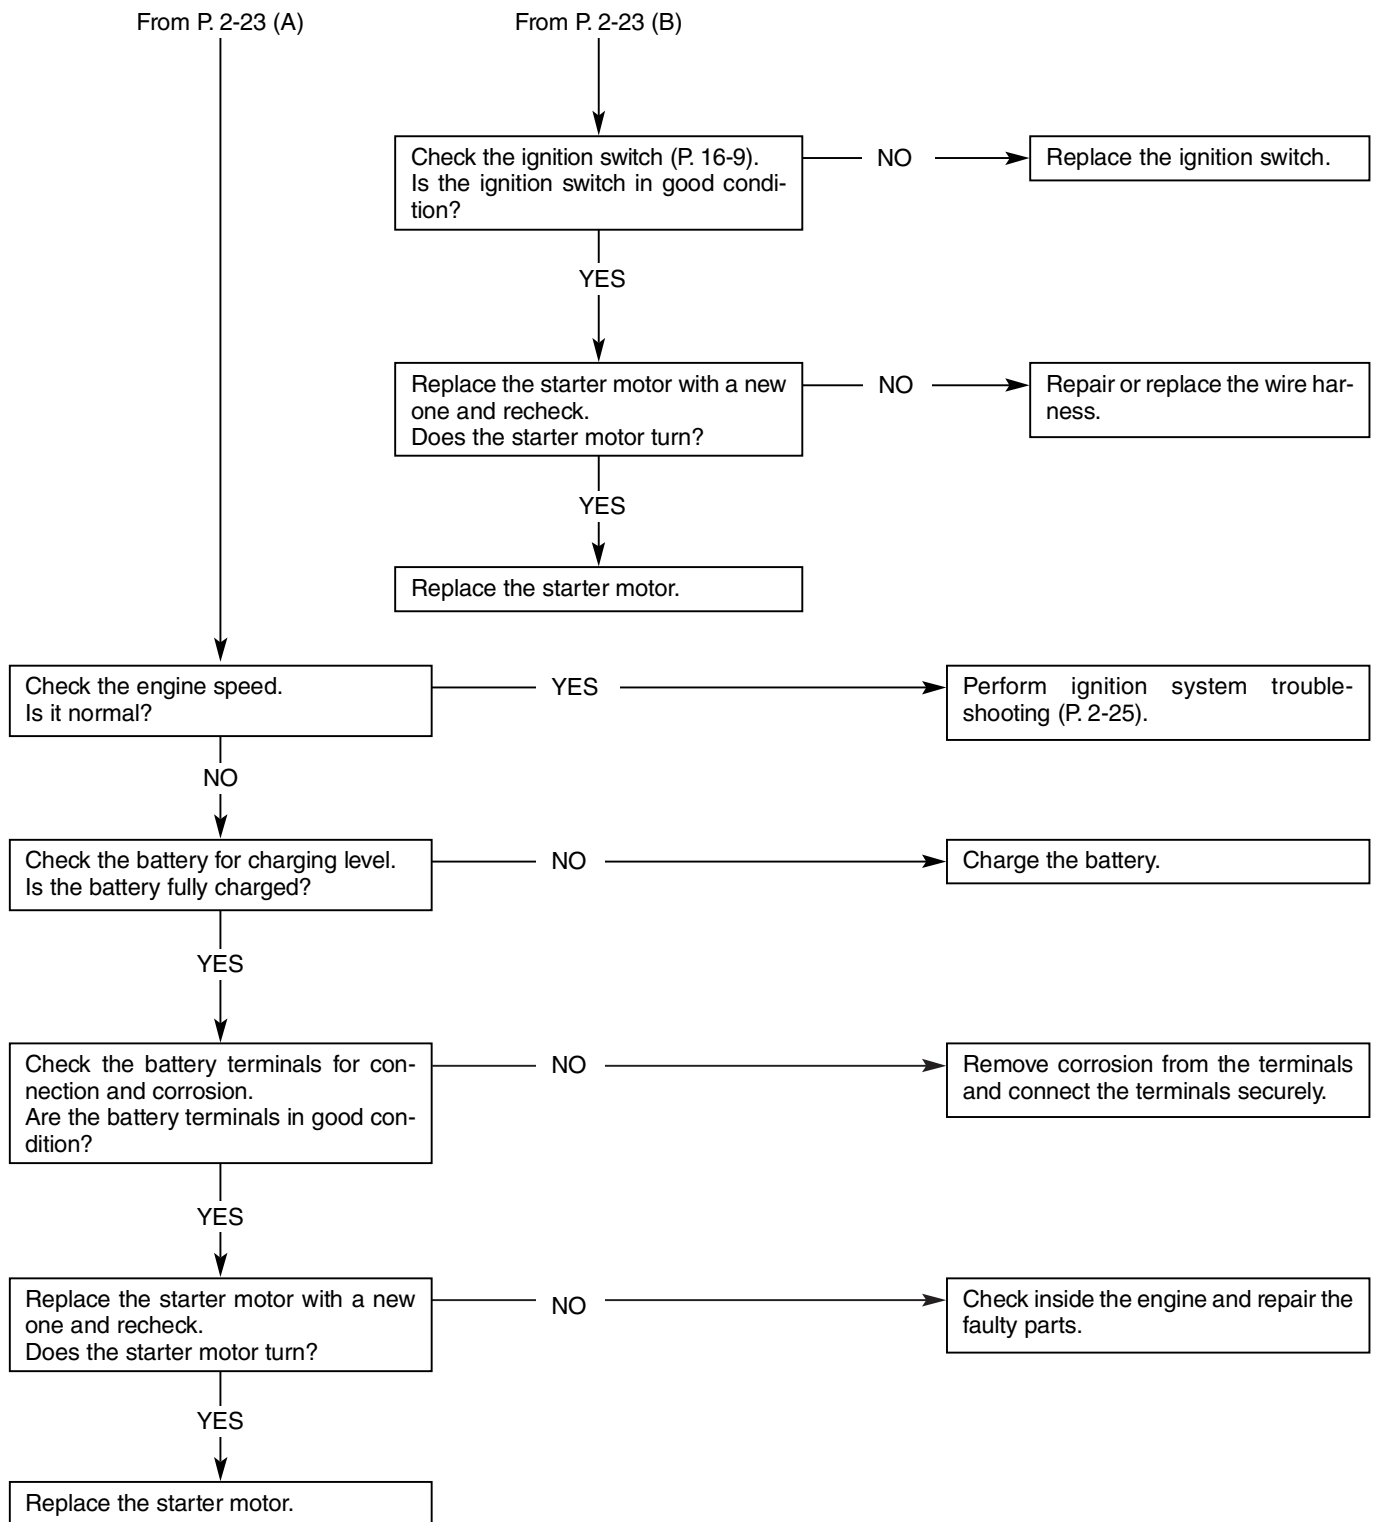 From P. 2-23 (A)
From P. 2-23 (B)
Check the ignition switch (P. 16-9).
Is the ignition switch in good condi-
tion?
NO
Replace the ignition switch.
YES
Replace the starter motor with a new
one and recheck.
Does the starter motor turn?
NO
Repair or replace the wire har-
ness.
YES
Replace the starter motor.
Check the engine speed.
Is it normal?
YES
Perform ignition system trouble-
shooting (P. 2-25).
NO
Check the battery for charging level.
Is the battery fully charged?
NO
Charge the battery.
YES
Check the battery terminals for con-
nection and corrosion.
Are the battery terminals in good con-
dition?
NO
Remove corrosion from the terminals
and connect the terminals securely.
YES
Replace the starter motor with a new
one and recheck.
Does the starter motor turn?
NO
Check inside the engine and repair the
faulty parts.
YES
Replace the starter motor.